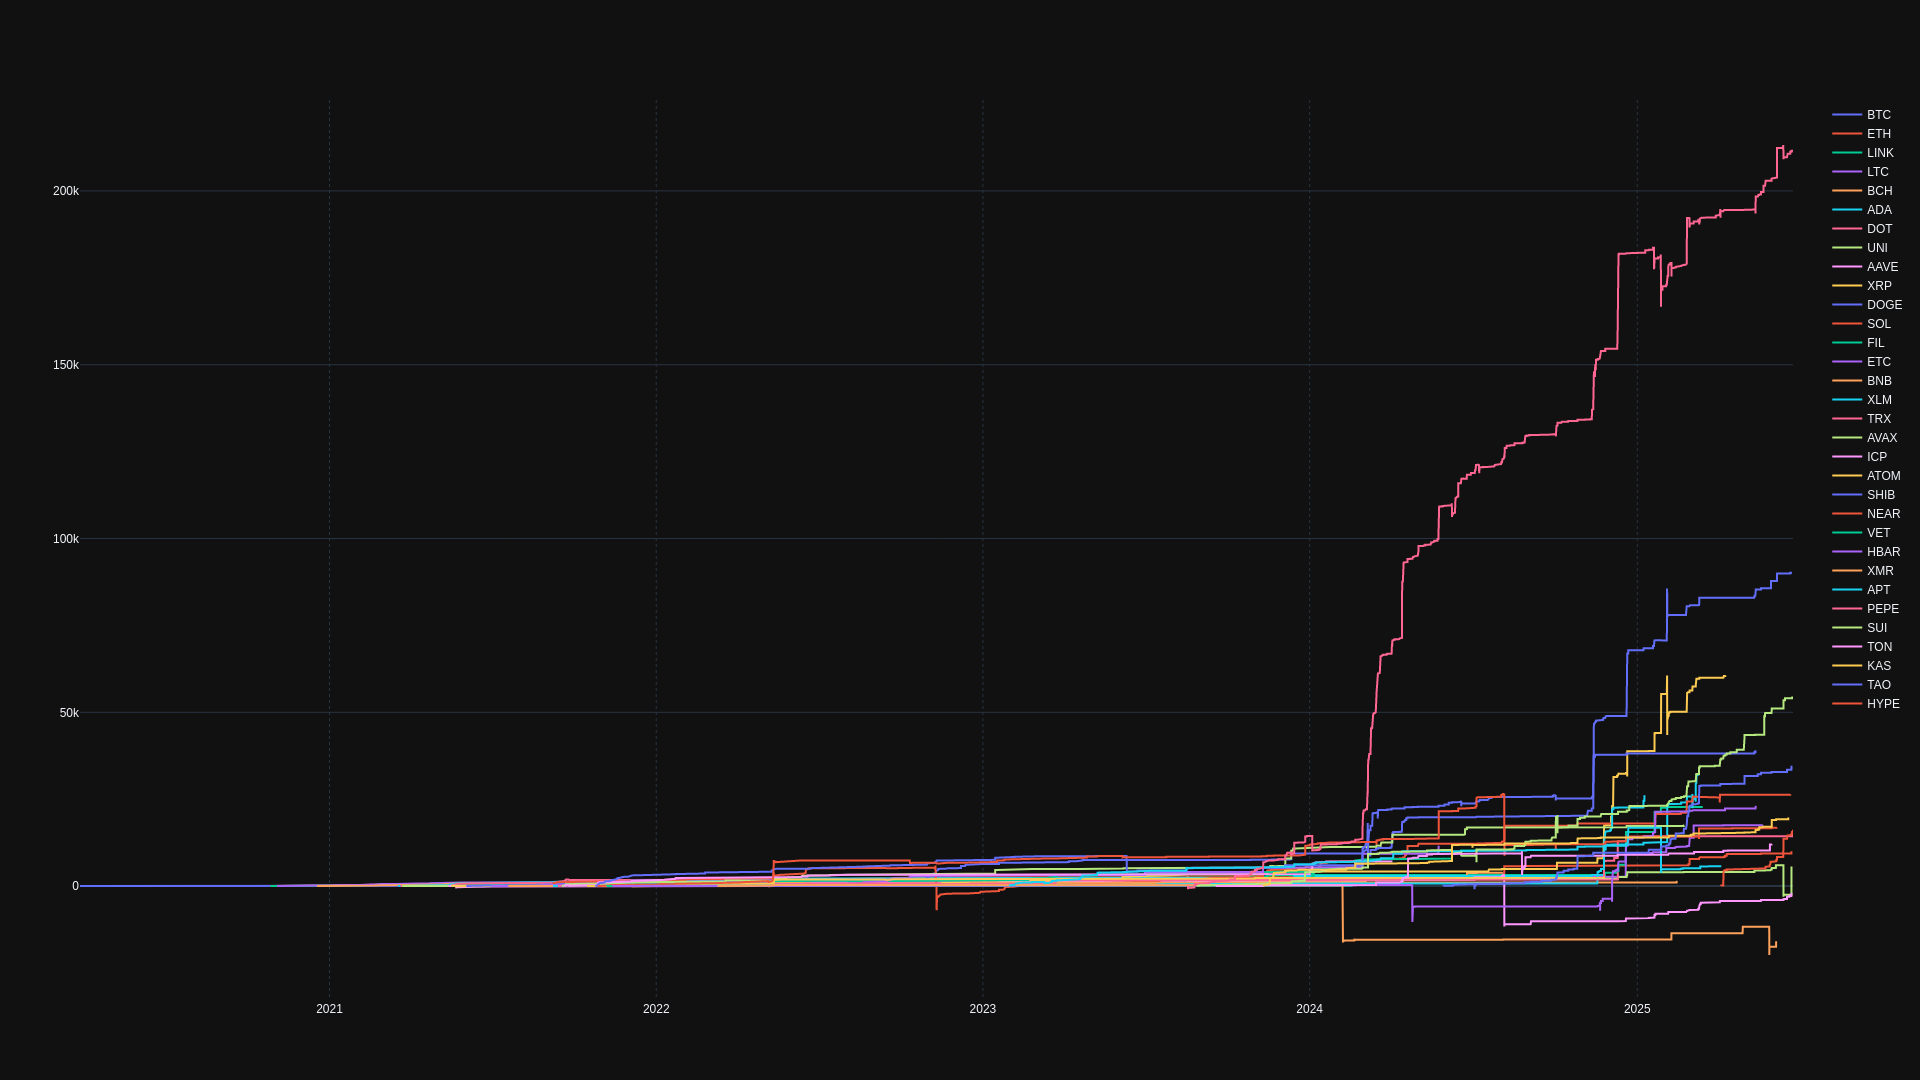 200k
150k
100k
50k
0
2021
2022
2023
2024
2025
BTC
ETH
LINK
LTC
BCH
ADA
DOT
UNI
AAVE
XRP
DOGE
SOL
FIL
ETC
BNB
XLM
TRX
AVAX
ICP
ATOM
SHIB
NEAR
VET
HBAR
XMR
APT
PEPE
SUI
TON
KAS
TAO
HYPE